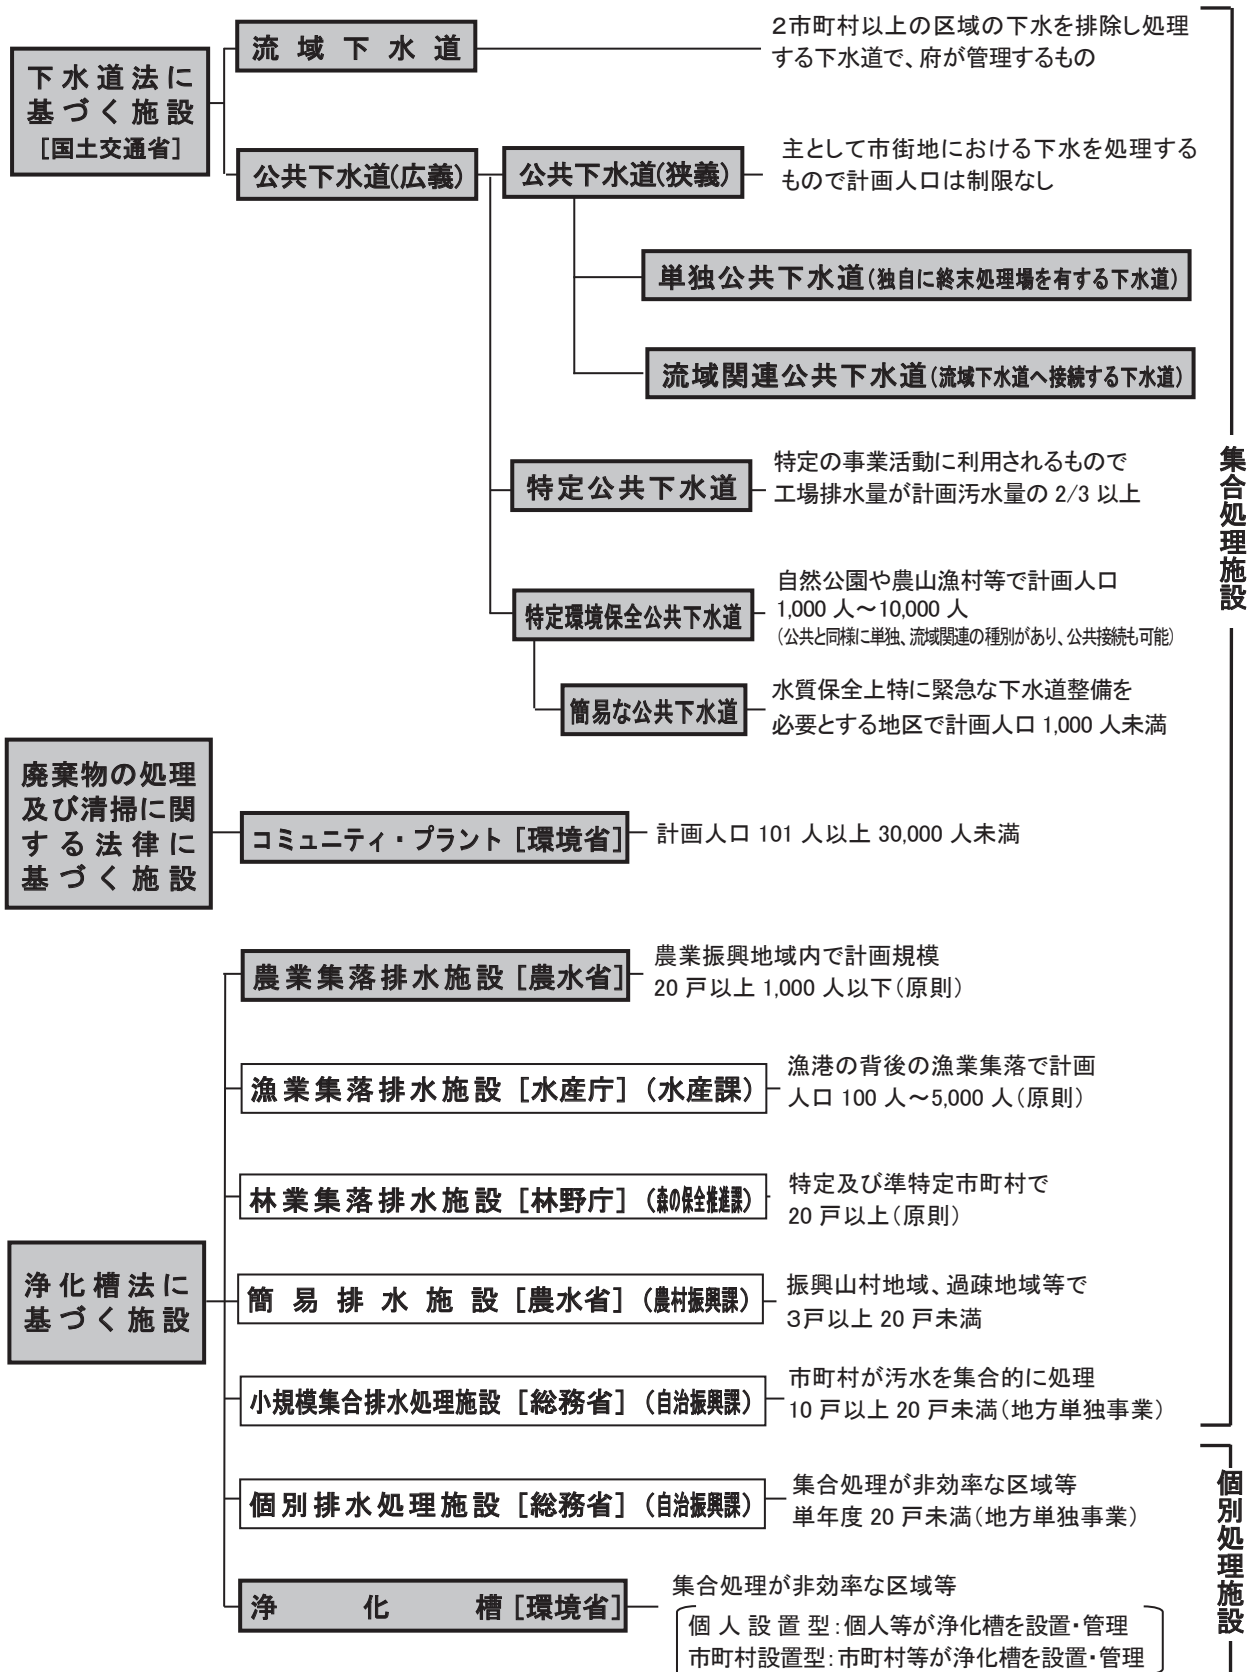 流域下水道
２市町村以上の区域の下水を排除し処理
する下水道で、府が管理するもの
下水道法に
基づく施設
［国土交通省］
公共下水道(広義)
公共下水道(狭義)
主として市街地における下水を処理する
もので計画人口は制限なし
単独公共下水道(独自に終末処理場を有する下水道)
流域関連公共下水道(流域下水道へ接続する下水道)
特定公共下水道
特定の事業活動に利用されるもので
工場排水量が計画汚水量の 2/3 以上
特定環境保全公共下水道
自然公園や農山漁村等で計画人口
1,000 人～10,000 人
(公共と同様に単独、流域関連の種別があり、公共接続も可能)
簡易な公共下水道
水質保全上特に緊急な下水道整備を
必要とする地区で計画人口 1,000 人未満
廃棄物の処理
及び清掃に関
する法律に
基づく施設
コミュニティ・プラント［環境省］
計画人口 101 人以上 30,000 人未満
農業集落排水施設［農水省］
農業振興地域内で計画規模
20 戸以上 1,000 人以下(原則)
漁業集落排水施設［水産庁］(水産課)
漁港の背後の漁業集落で計画
人口 100 人～5,000 人(原則)
林業集落排水施設［林野庁］(森の保全推進課)
特定及び準特定市町村で
20 戸以上(原則)
浄化槽法に
基づく施設
簡易排水施設［農水省］(農村振興課)
振興山村地域、過疎地域等で
３戸以上 20 戸未満
小規模集合排水処理施設［総務省］(自治振興課)
市町村が汚水を集合的に処理
10 戸以上 20 戸未満(地方単独事業)
個別排水処理施設［総務省］(自治振興課)
集合処理が非効率な区域等
単年度 20 戸未満(地方単独事業)
浄化槽［環境省］
集合処理が非効率な区域等
個人設置型:個人等が浄化槽を設置・管理
市町村設置型:市町村等が浄化槽を設置・管理
集合処理施設
個別処理施設